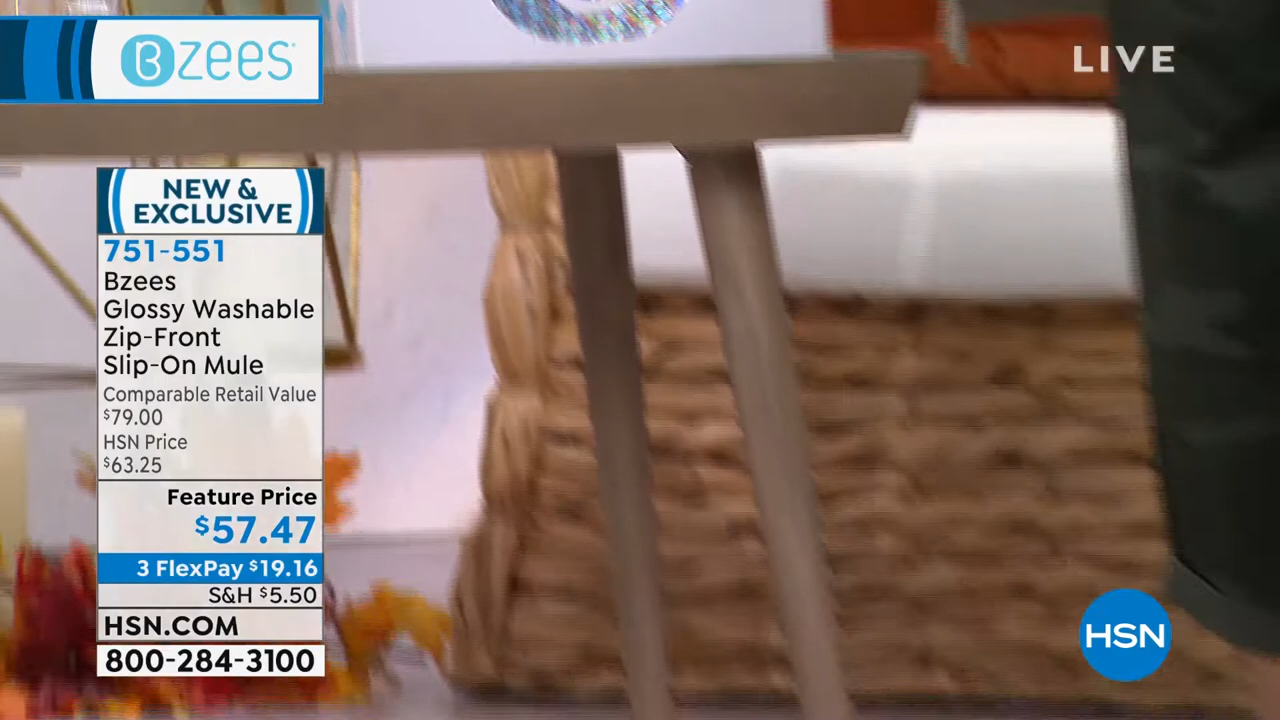 Bzees
LIVE
NEW &
EXCLUSIVE
751-551
Bzees
Glossy Washable
Zip-Front
Slip-On Mule
Comparable Retail Value
$79.00
HSN Price
$63.25
Feature Price
$57.47
3 FlexPay $19.16
S&H $5.50
HSN.COM
800-284-3100
HSN